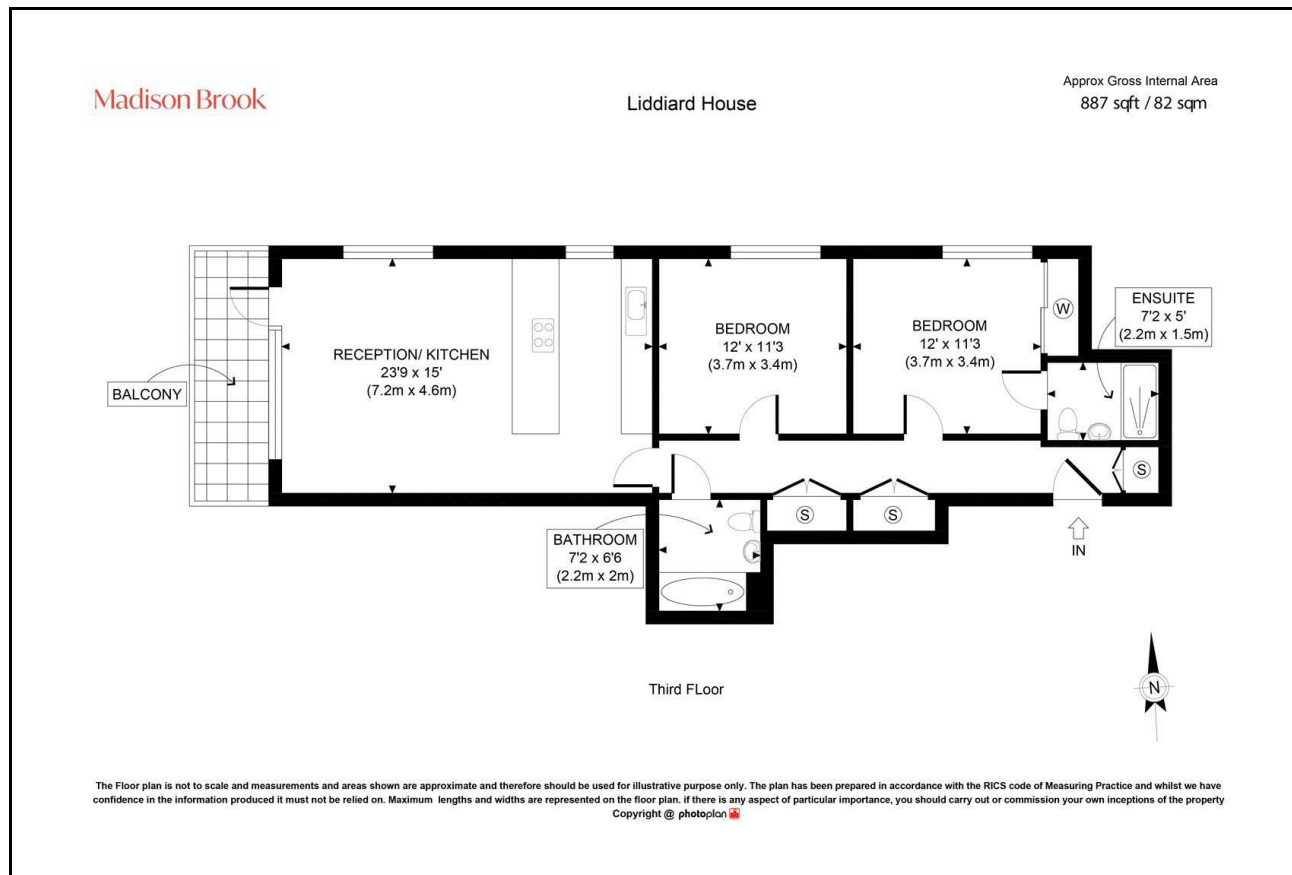 Madison Brook
Liddiard House
Approx Gross Internal Area
887 sqft / 82 sqm
BALCONY
RECEPTION/ KITCHEN
23'9 x 15'
(7.2m x 4.6m)
BEDROOM
12' x 11'3
(3.7m x 3.4m)
BEDROOM
12' x 11'3
(3.7m x 3.4m)
W
ENSUITE
7'2 x 5'
(2.2m x 1.5m)
S
S
S
BATHROOM
7'2 x 6'6
(2.2m x 2m)
IN
Third FLoor
N
The Floor plan is not to scale and measurements and areas shown are approximate and therefore should be used for illustrative purpose only. The plan has been prepared in accordance with the RICS code of Measuring Practice and whilst we have
confidence in the information produced it must not be relied on. Maximum lengths and widths are represented on the floor plan. if there is any aspect of particular importance, you should carry out or commission your own inceptions of the property
Copyright @ photoplan